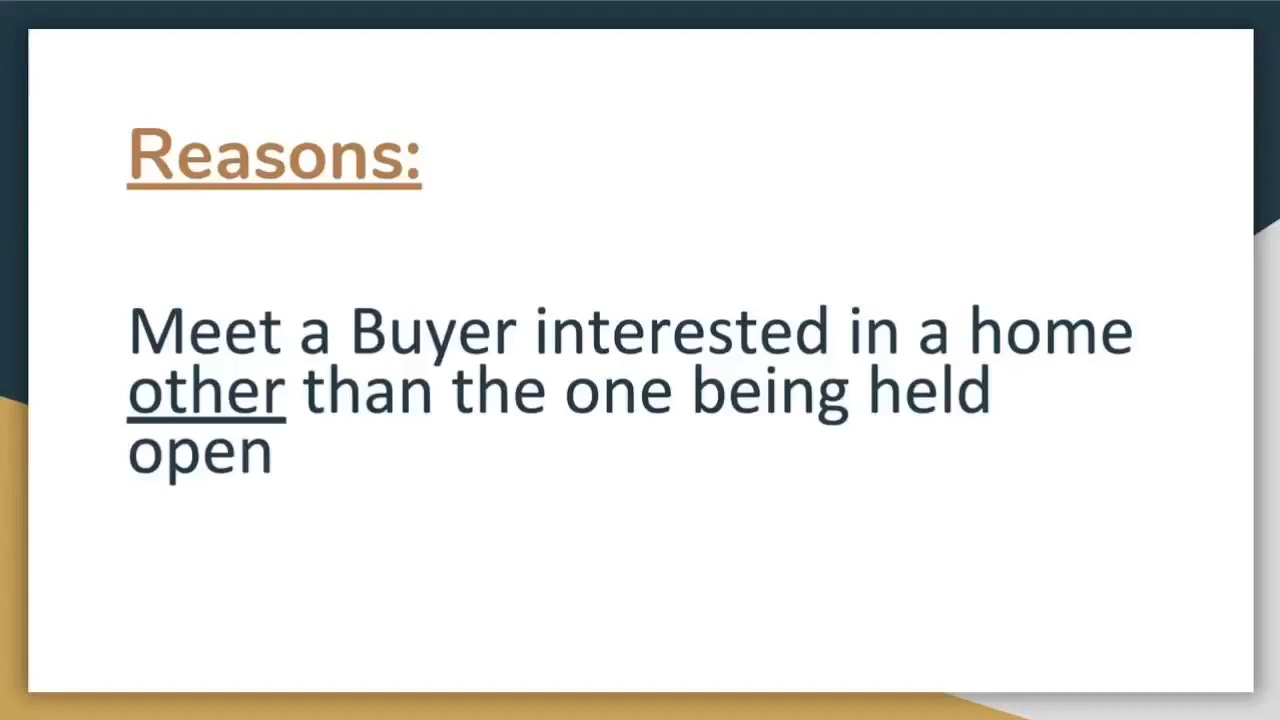 Reasons:
Meet a Buyer interested in a home
other than the one being held
open